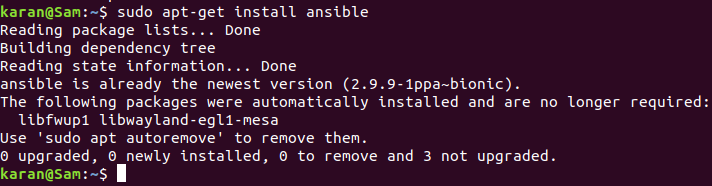 karan@Sam:~$ sudo apt-get install ansible
Reading package lists... Done
Building dependency tree
Reading state information... Done
ansible is already the newest version (2.9.9-1ppa~bionic).
The following packages were automatically installed and are no longer required:
  libfwup1 libwayland-egl1-mesa
Use 'sudo apt autoremove' to remove them.
0 upgraded, 0 newly installed, 0 to remove and 3 not upgraded.
karan@Sam:~$